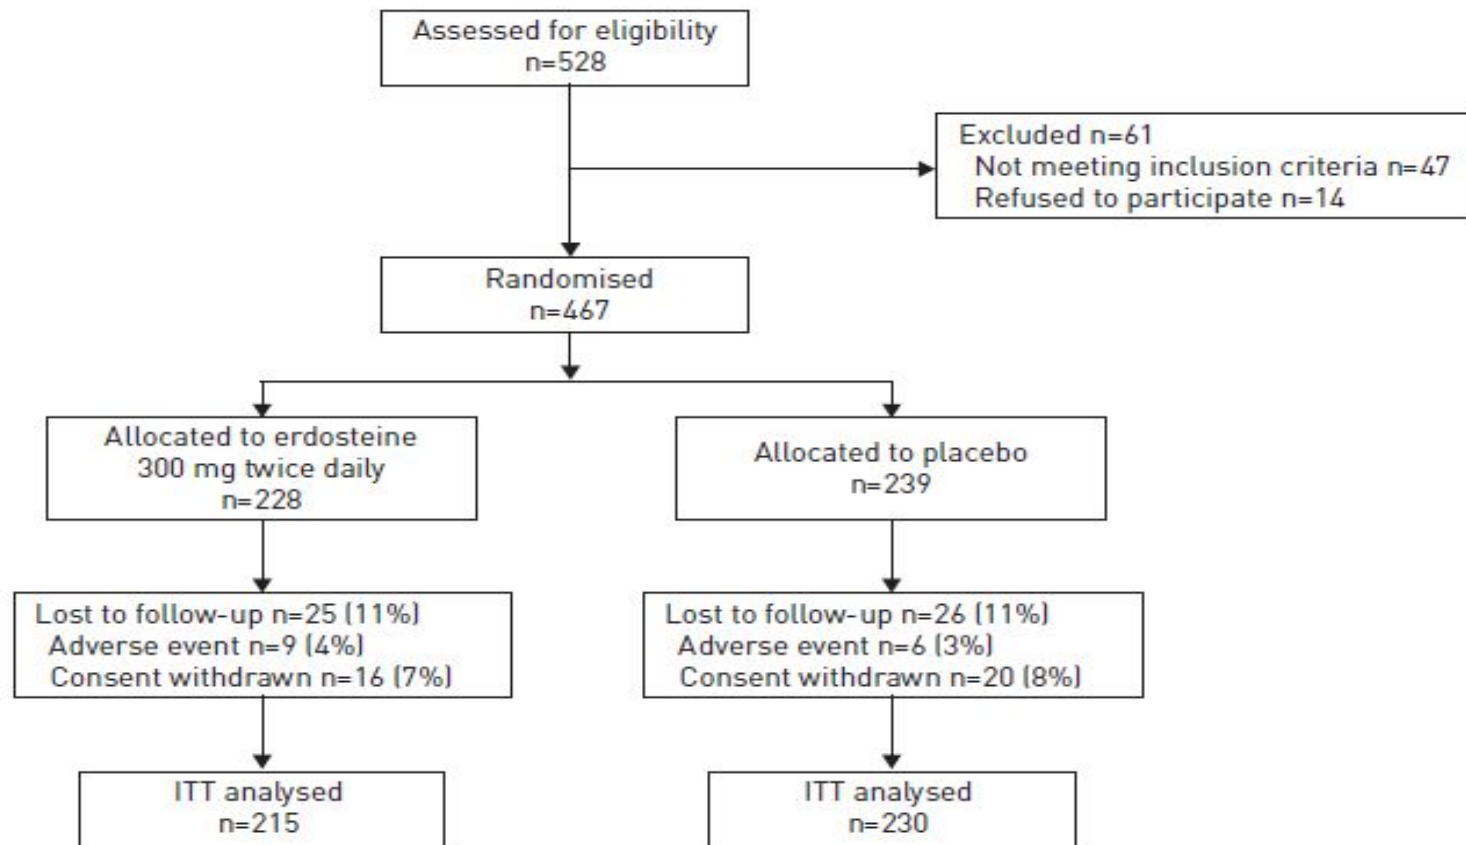 Assessed for eligibility
n=528
Excluded n=61
Not meeting inclusion criteria n=47
Refused to participate n=14
Randomised
n=467
Allocated to erdosteine
300 mg twice daily
n=228
Allocated to placebo
n=239
Lost to follow-up n=25 (11%)
Adverse event n=9 (4%)
Consent withdrawn n=16 (7%)
Lost to follow-up n=26 (11%)
Adverse event n=6 (3%)
Consent withdrawn n=20 (8%)
ITT analysed
n=215
ITT analysed
n=230